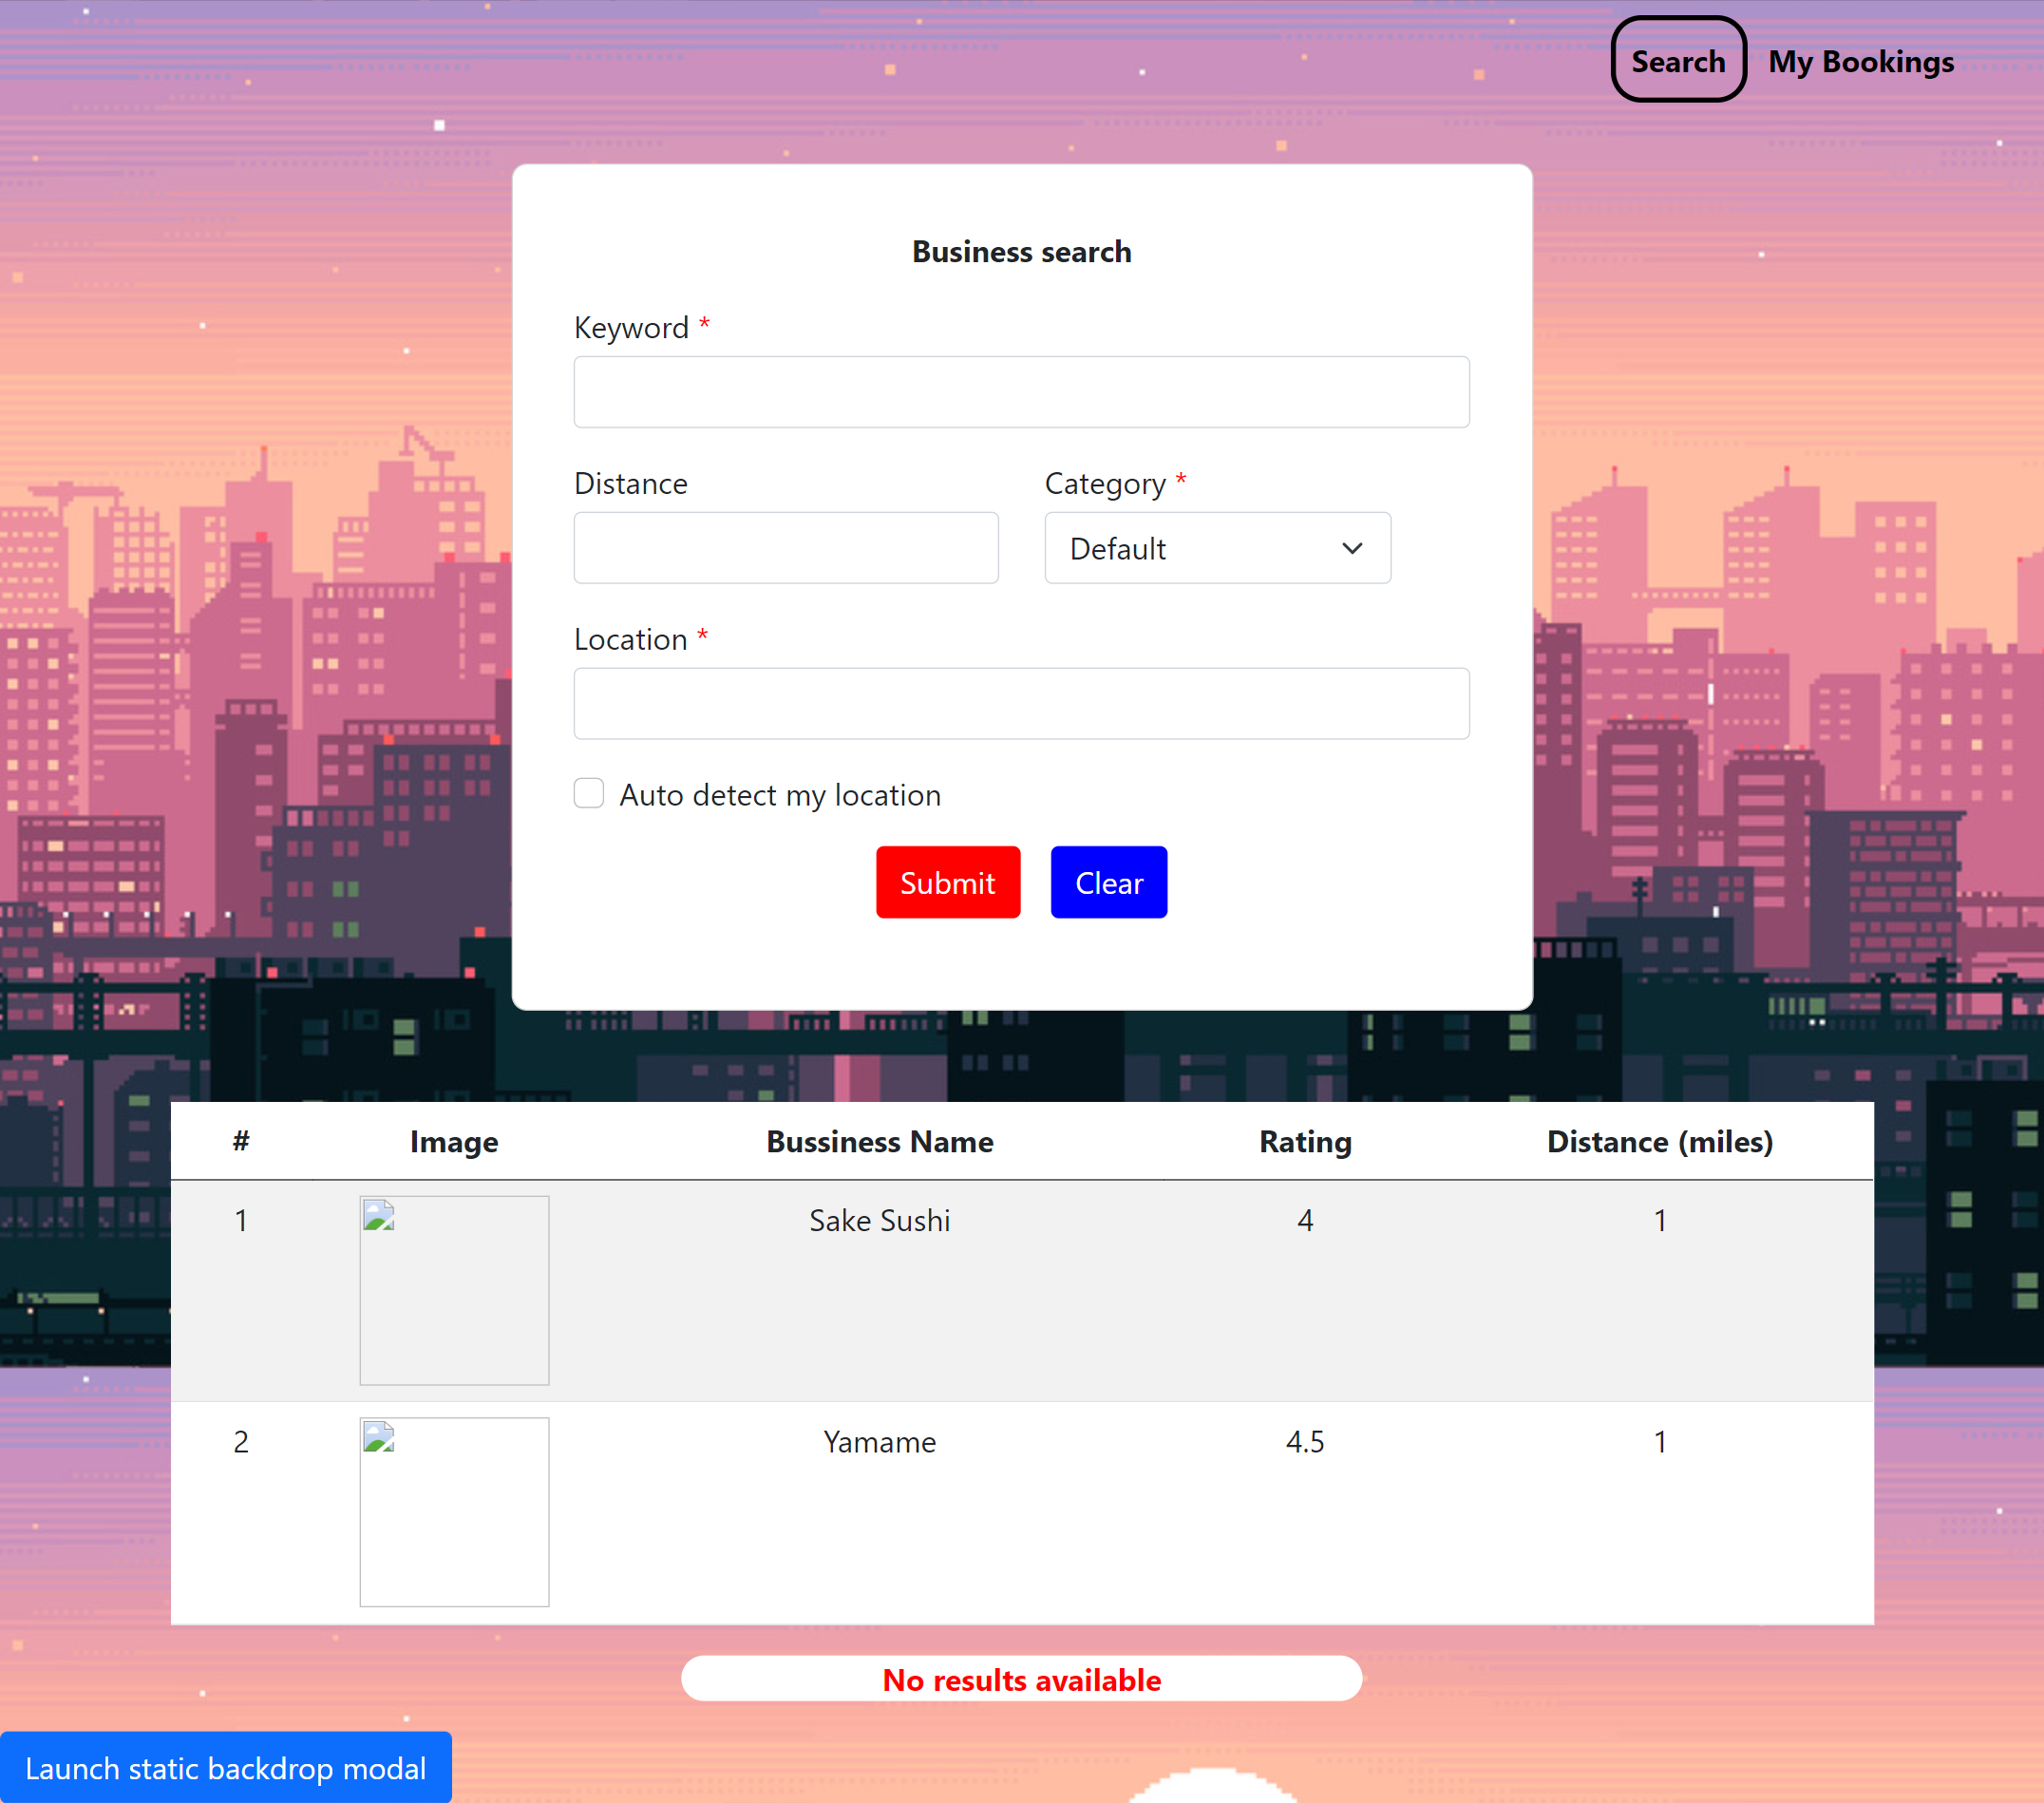 Search My Bookings
Business search
Keyword *
Distance Category *
Default
Location *
Auto detect my location
Submit Clear
# Image Bussiness Name Rating Distance (miles)
1 Sake Sushi 4 1
2 Yamame 4.5 1
No results available
Launch static backdrop modal